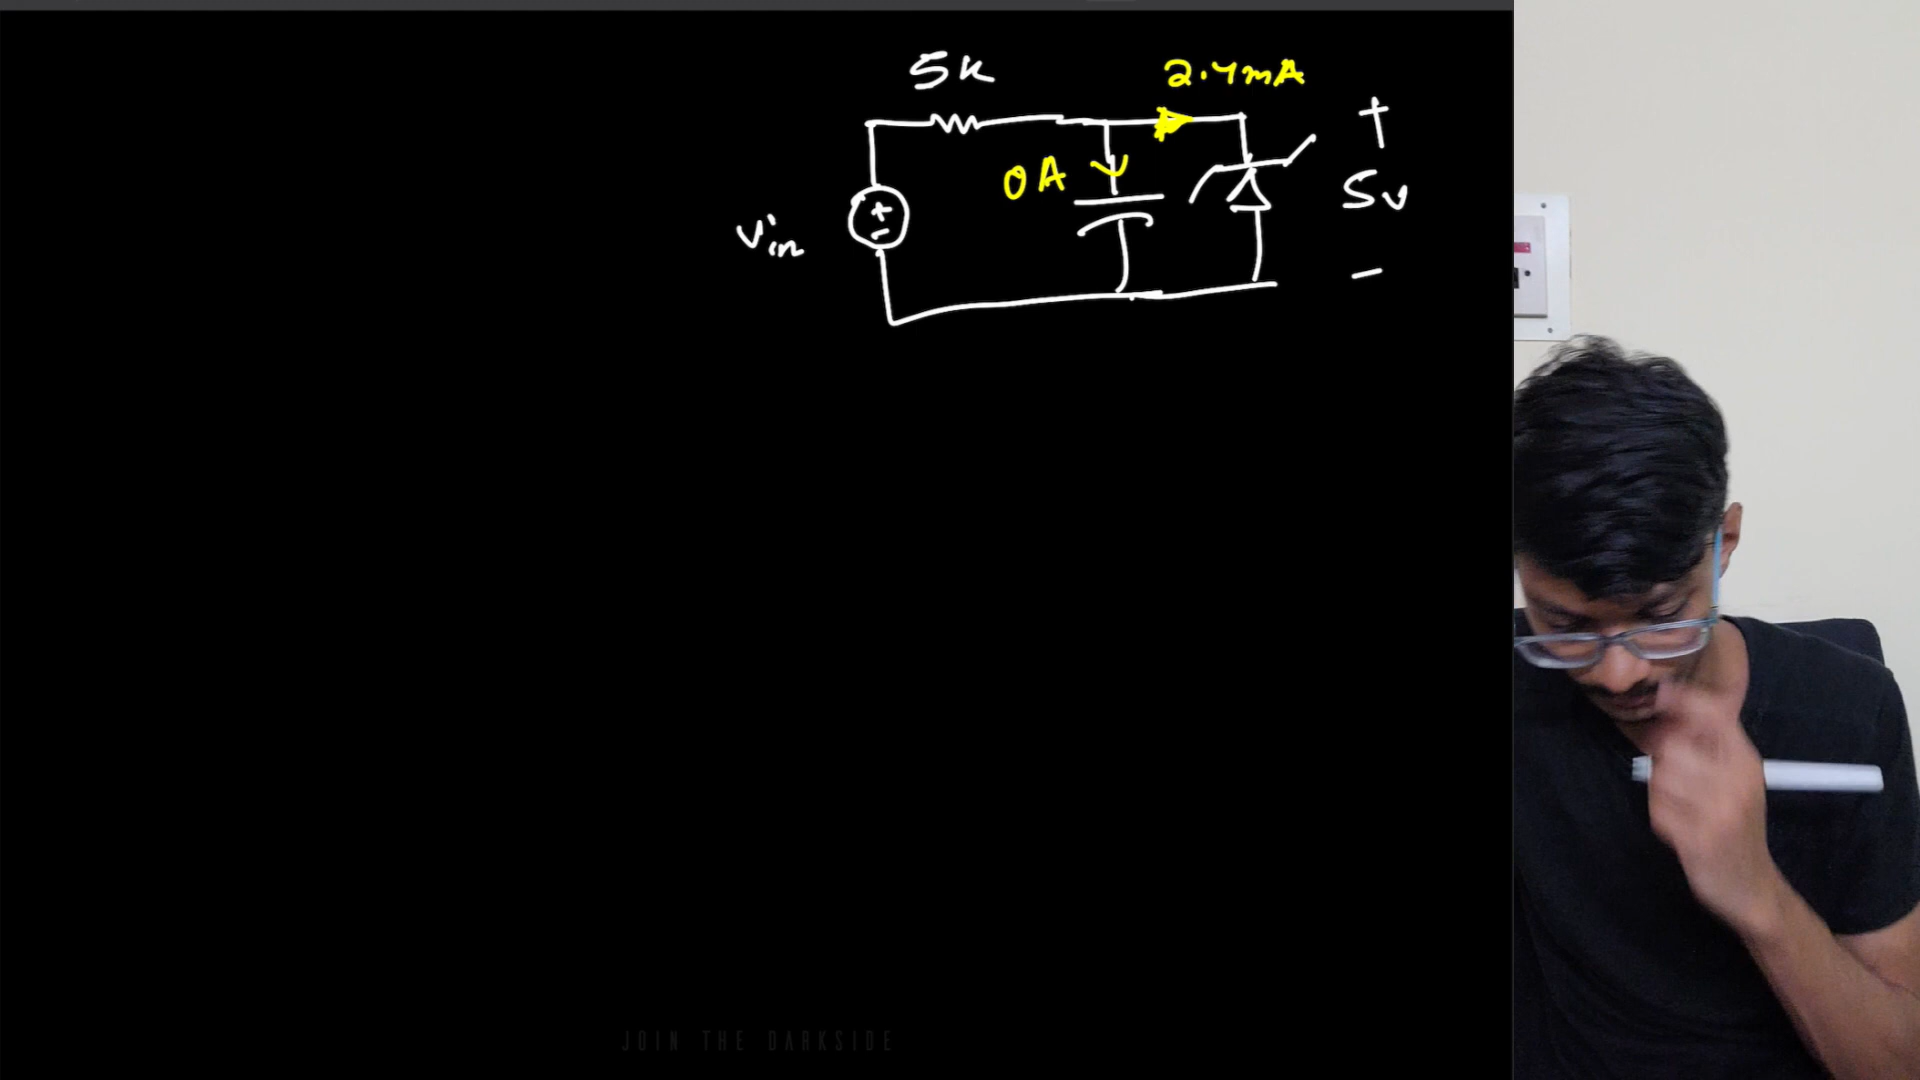 5k
2.4mA
+
0A
5v
+
-
Vin
-
JOIN THE DARKSIDE